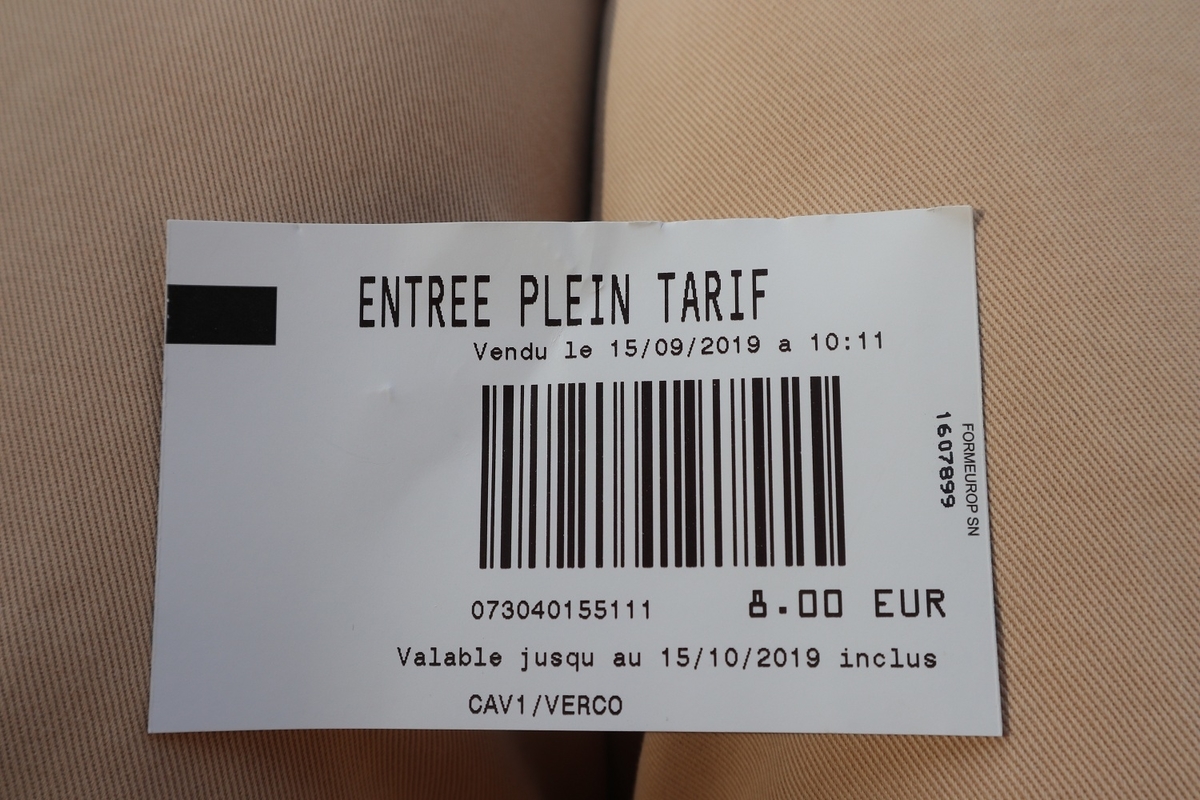 ENTREE PLEIN TARIF
Vendu le 15/09/2019 a 10:11
073040155111
8.00 EUR
Valable jusqu au 15/10/2019 inclus
CAV1/VERCO
FORMEUROP SN
1607899